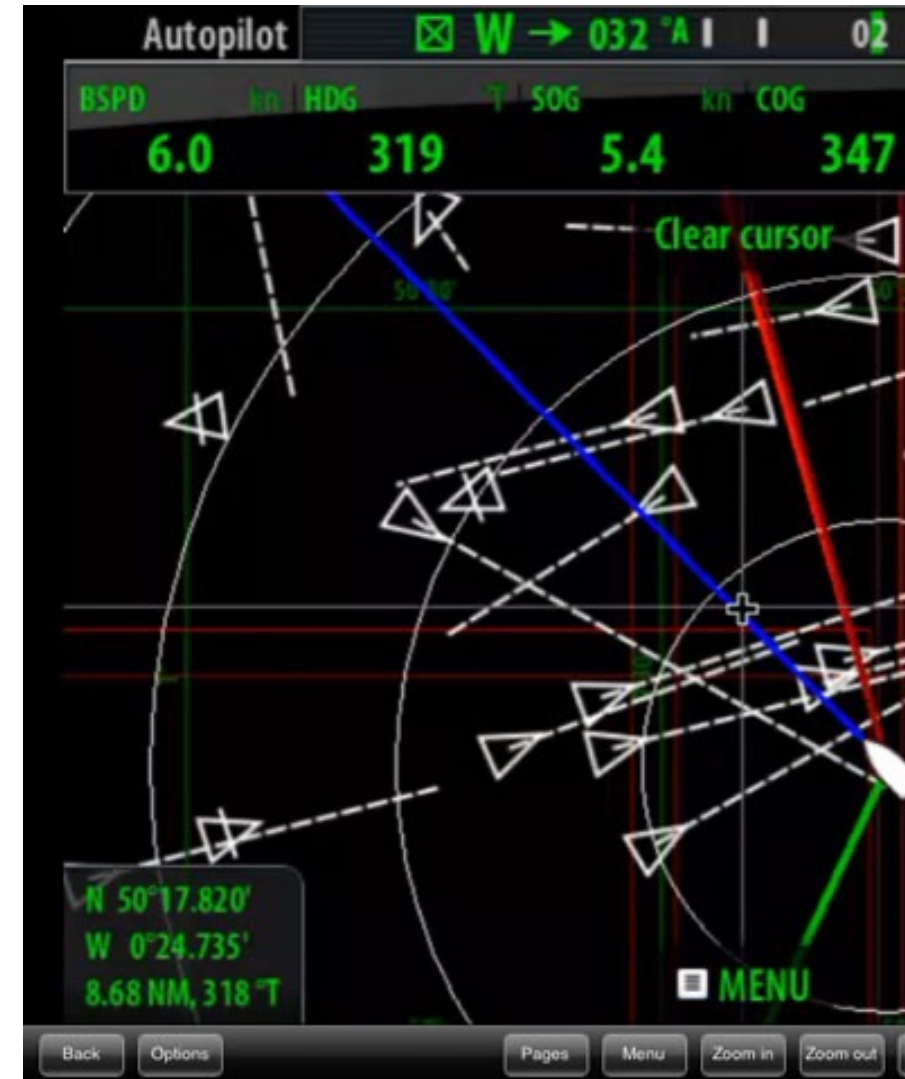 Autopilot W → 032 °A 02
BSPD kn HDG °T SOG kn COG
6.0 319 5.4 347
Clear cursor
N 50°17.820'
W 0°24.735'
8.68 NM, 318 °T
MENU
Back Options Pages Menu Zoom in Zoom out